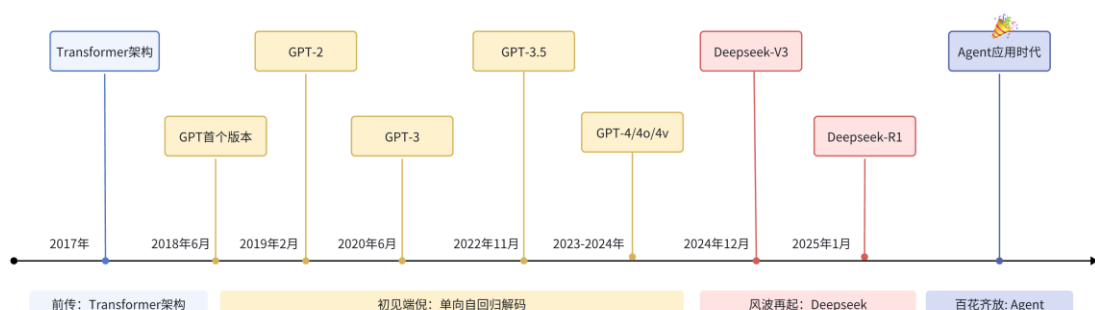 Transformer架构
GPT-2
GPT-3.5
Deepseek-V3
Agent应用时代
GPT首个版本
GPT-3
GPT-4/4o/4v
Deepseek-R1
2017年
2018年6月
2019年2月
2020年6月
2022年11月
2023-2024年
2024年12月
2025年1月
前传：Transformer架构
初见端倪：单向自回归解码
风波再起：Deepseek
百花齐放: Agent